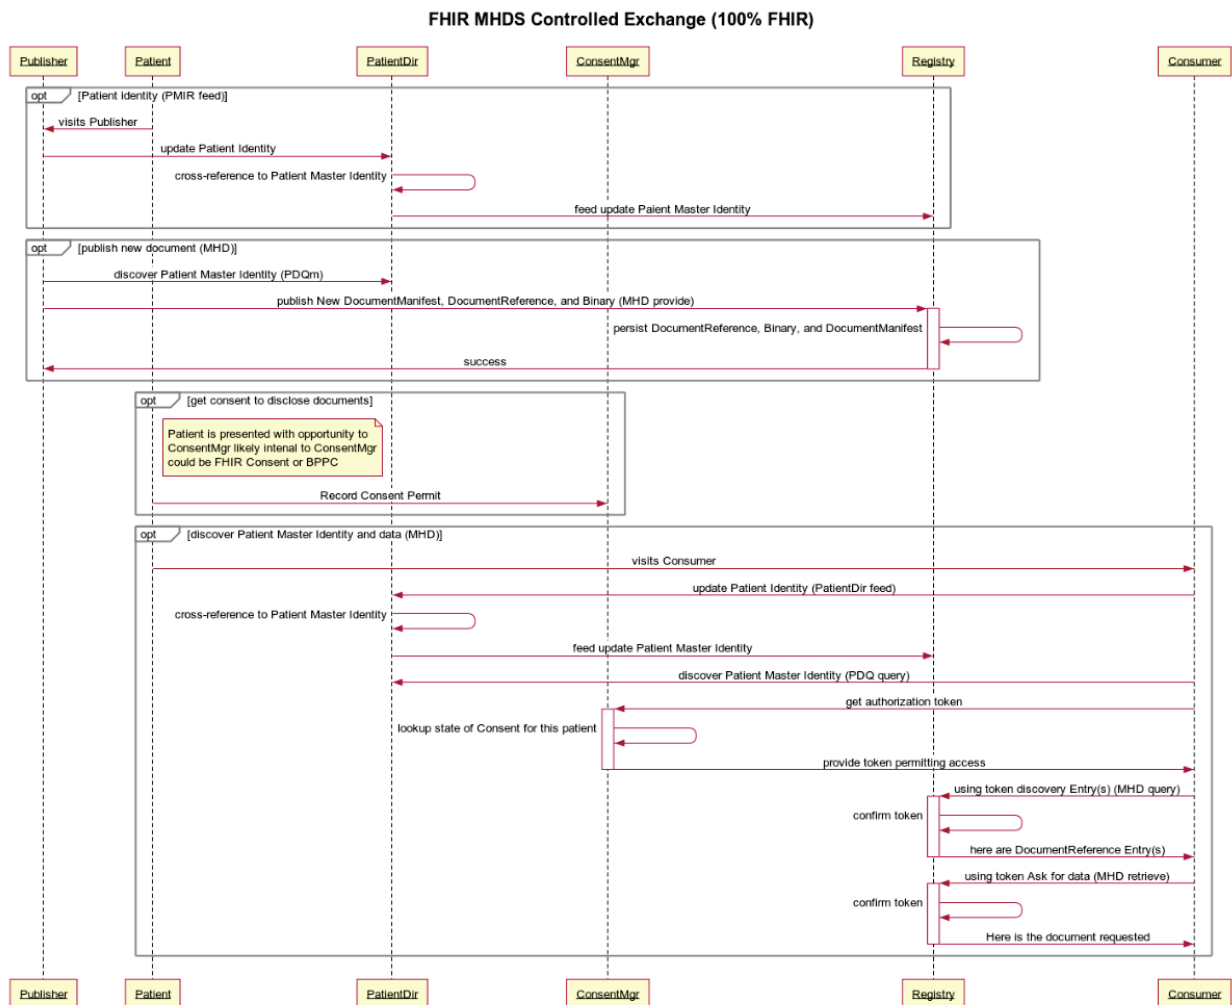 FHIR MHDS Controlled Exchange (100% FHIR)
Publisher
Patient
PatientDir
ConsentMgr
Registry
Consumer
opt
[Patient identity (PMIR feed)]
visits Publisher
update Patient Identity
cross-reference to Patient Master Identity
feed update Paient Master Identity
opt
[publish new document (MHD)]
discover Patient Master Identity (PDQm)
publish New DocumentManifest, DocumentReference, and Binary (MHD provide)
persist DocumentReference, Binary, and DocumentManifest
success
opt
[get consent to disclose documents]
Patient is presented with opportunity to
ConsentMgr likely intenal to ConsentMgr
could be FHIR Consent or BPPC
Record Consent Permit
opt
[discover Patient Master Identity and data (MHD)]
visits Consumer
update Patient Identity (PatientDir feed)
cross-reference to Patient Master Identity
feed update Patient Master Identity
discover Patient Master Identity (PDQ query)
get authorization token
lookup state of Consent for this patient
provide token permitting access
using token discovery Entry(s) (MHD query)
confirm token
here are DocumentReference Entry(s)
using token Ask for data (MHD retrieve)
confirm token
Here is the document requested
Publisher
Patient
PatientDir
ConsentMgr
Registry
Consumer